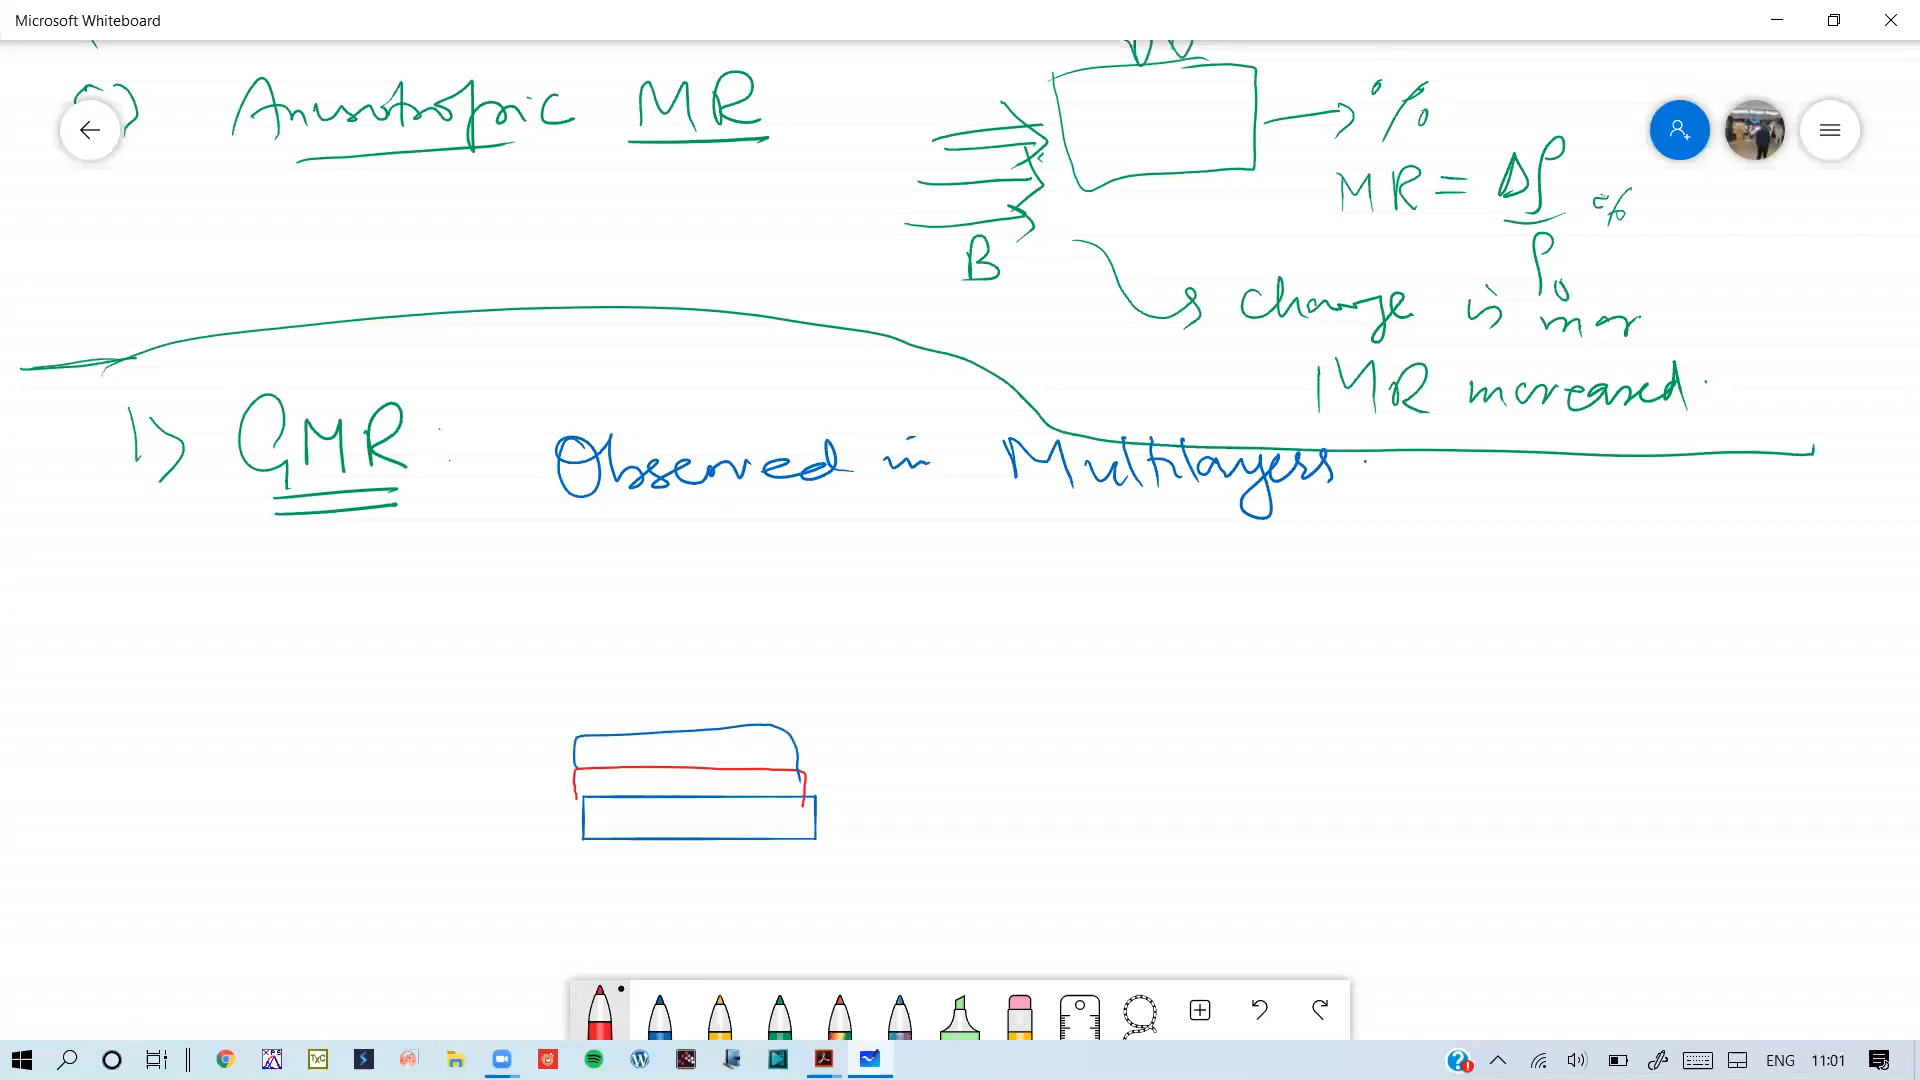 Microsoft Whiteboard
Anisotropic MR
%
MR = Δρ/ρ0 %
B
change is mor
MR increased.
1> GMR : Observed in Multilayers.
ENG 11:01